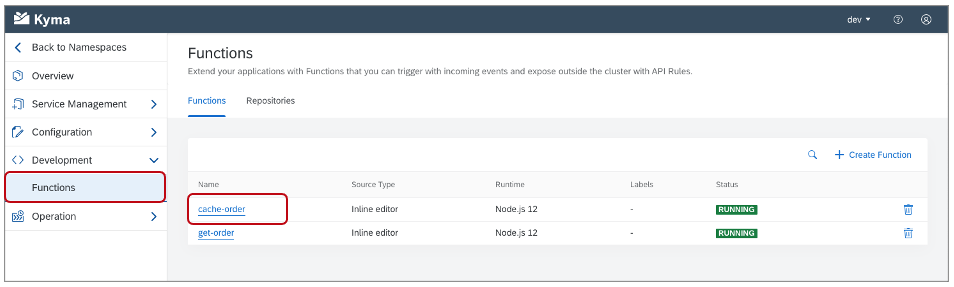 Kyma
dev
Back to Namespaces
Overview
Service Management
Configuration
Development
Functions
Operation
Functions
Extend your applications with Functions that you can trigger with incoming events and expose outside the cluster with API Rules.
Functions Repositories
Create Function
Name Source Type Runtime Labels Status
cache-order Inline editor Node.js 12 - RUNNING
get-order Inline editor Node.js 12 - RUNNING